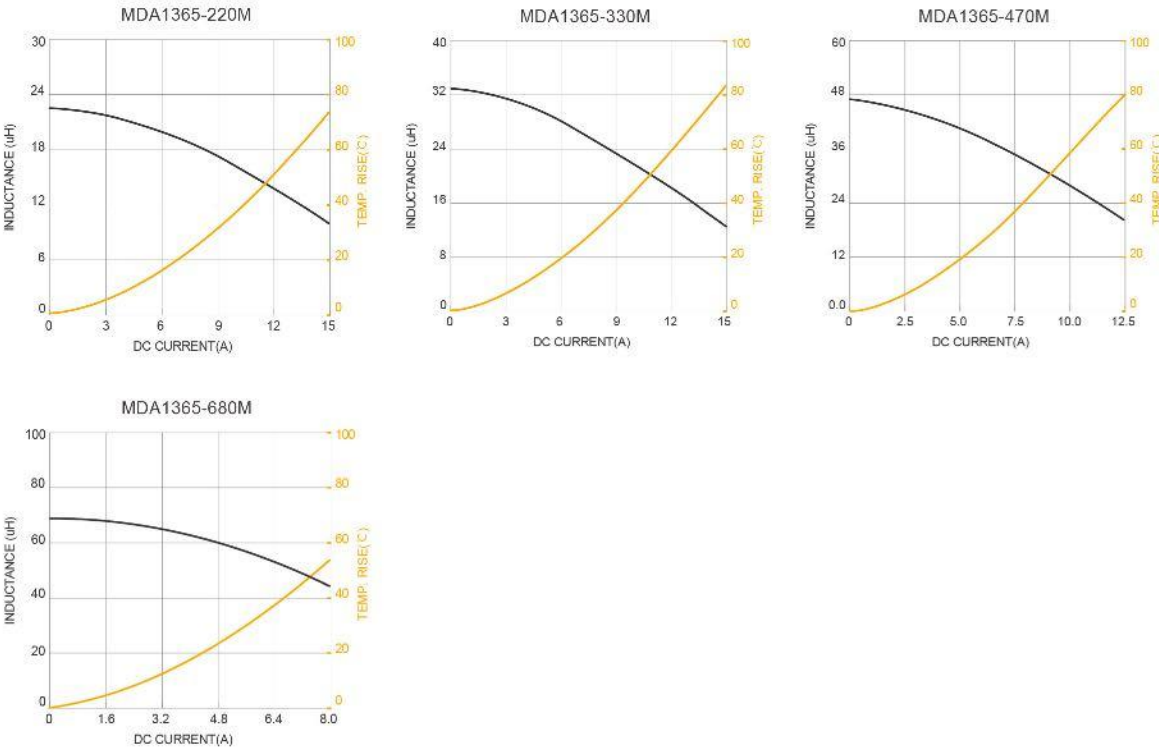 MDA1365-220M
30
24
18
12
6
0
INDUCTANCE (uH)
100
80
60
40
20
0
TEMP. RISE(℃)
0 3 6 9 12 15
DC CURRENT(A)
MDA1365-330M
40
32
24
16
8
0
INDUCTANCE (uH)
100
80
60
40
20
0
TEMP. RISE(℃)
0 3 6 9 12 15
DC CURRENT(A)
MDA1365-470M
60
48
36
24
12
0.0
INDUCTANCE (uH)
100
80
60
40
20
0
TEMP. RISE(℃)
0 2.5 5.0 7.5 10.0 12.5
DC CURRENT(A)
MDA1365-680M
100
80
60
40
20
0
INDUCTANCE (uH)
100
80
60
40
20
0
TEMP. RISE(℃)
0 1.6 3.2 4.8 6.4 8.0
DC CURRENT(A)